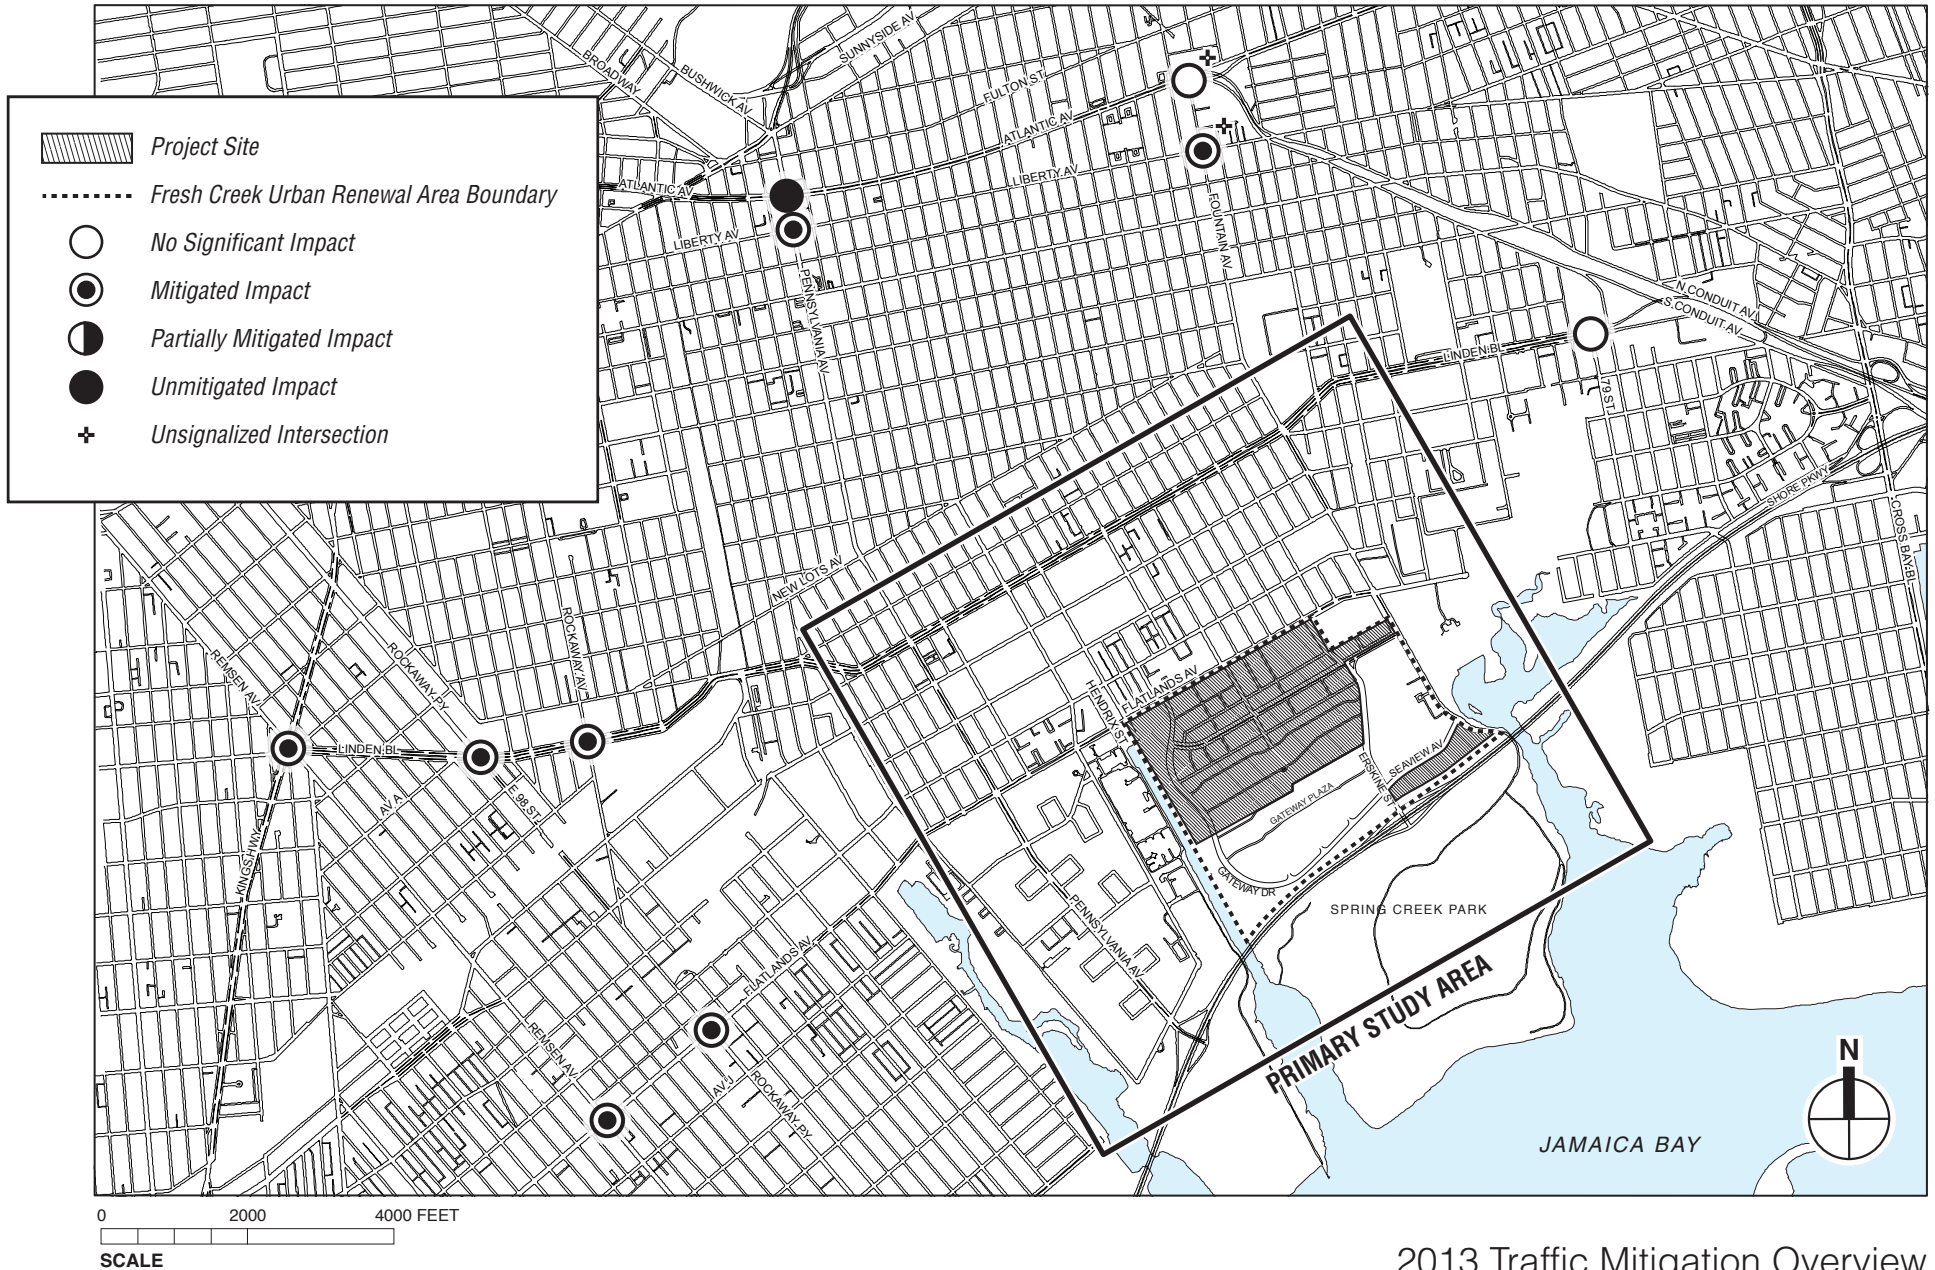 Project Site
Fresh Creek Urban Renewal Area Boundary
No Significant Impact
Mitigated Impact
Partially Mitigated Impact
Unmitigated Impact
Unsignalized Intersection
SUNNYSIDE AV
BROADWAY
BUSHWICK AV
FULTON ST
ATLANTIC AV
LIBERTY AV
ATLANTIC AV
LIBERTY AV
FOUNTAIN AV
PENNSYLVANIA AV
N CONDUIT AV
S CONDUIT AV
LINDEN BL
79 ST
SHORE PKWY
CROSS BAY BL
NEW LOTS AV
ROCKAWAY AV
ROCKAWAY PY
REMSEN AV
LINDEN BL
AV A
E 98 ST
KINGS HWY
HENDRIX ST
FLATLANDS AV
ERSKINE S
SEAVIEW AV
GATEWAY PLAZA
GATEWAY DR
SPRING CREEK PARK
PENNSYLVANIA AV
FLATLANDS AV
REMSEN AV
AV J
ROCKAWAY PY
PRIMARY STUDY AREA
JAMAICA BAY
N
0 2000 4000 FEET
SCALE
2013 Traffic Mitigation Overview